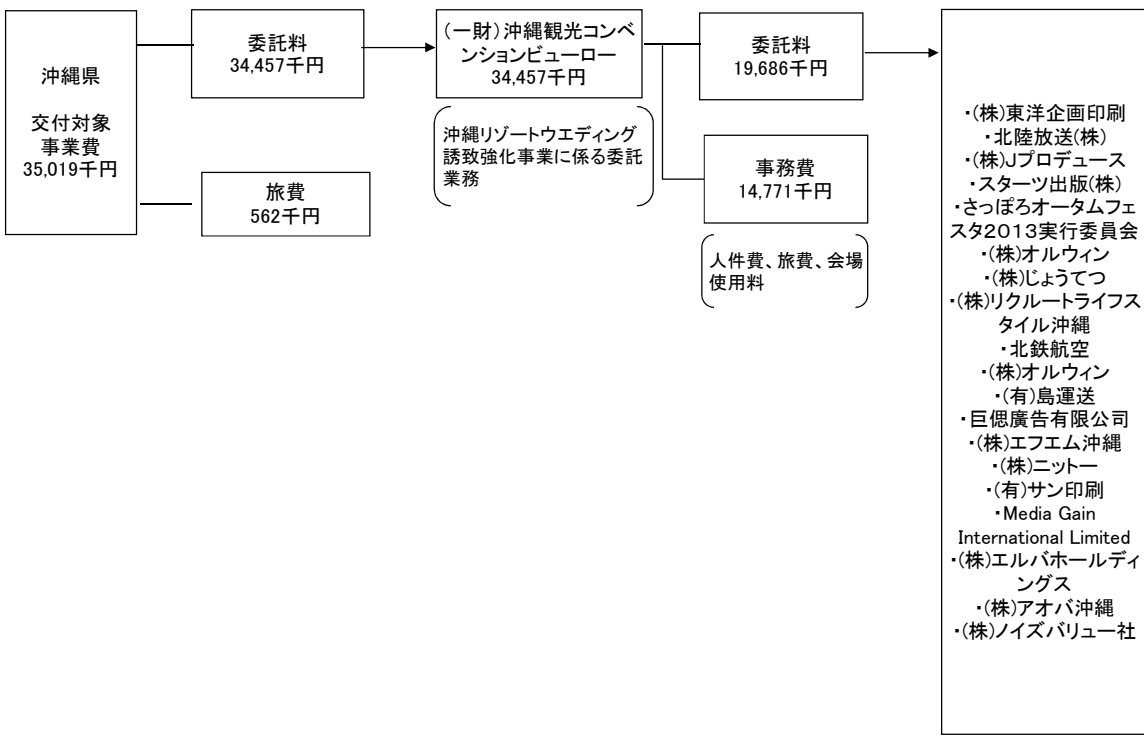 沖縄県
交付対象
事業費
35,019千円
委託料
34,457千円
旅費
562千円
(一財)沖縄観光コンベ
ンションビューロー
34,457千円
沖縄リゾートウエディング
誘致強化事業に係る委託
業務
委託料
19,686千円
事務費
14,771千円
人件費、旅費、会場
使用料
・(株)東洋企画印刷
・北陸放送(株)
・(株)Jプロデュース
・スターツ出版(株)
・さっぽろオータムフェ
スタ2013実行委員会
・(株)オルウィン
・(株)じょうてつ
・(株)リクルートライフス
タイル沖縄
・北鉄航空
・(株)オルウィン
・(有)島運送
・巨偲廣告有限公司
・(株)エフエム沖縄
・(株)ニットー
・(有)サン印刷
・Media Gain
International Limited
・(株)エルバホールディ
ングス
・(株)アオバ沖縄
・(株)ノイズバリュー社